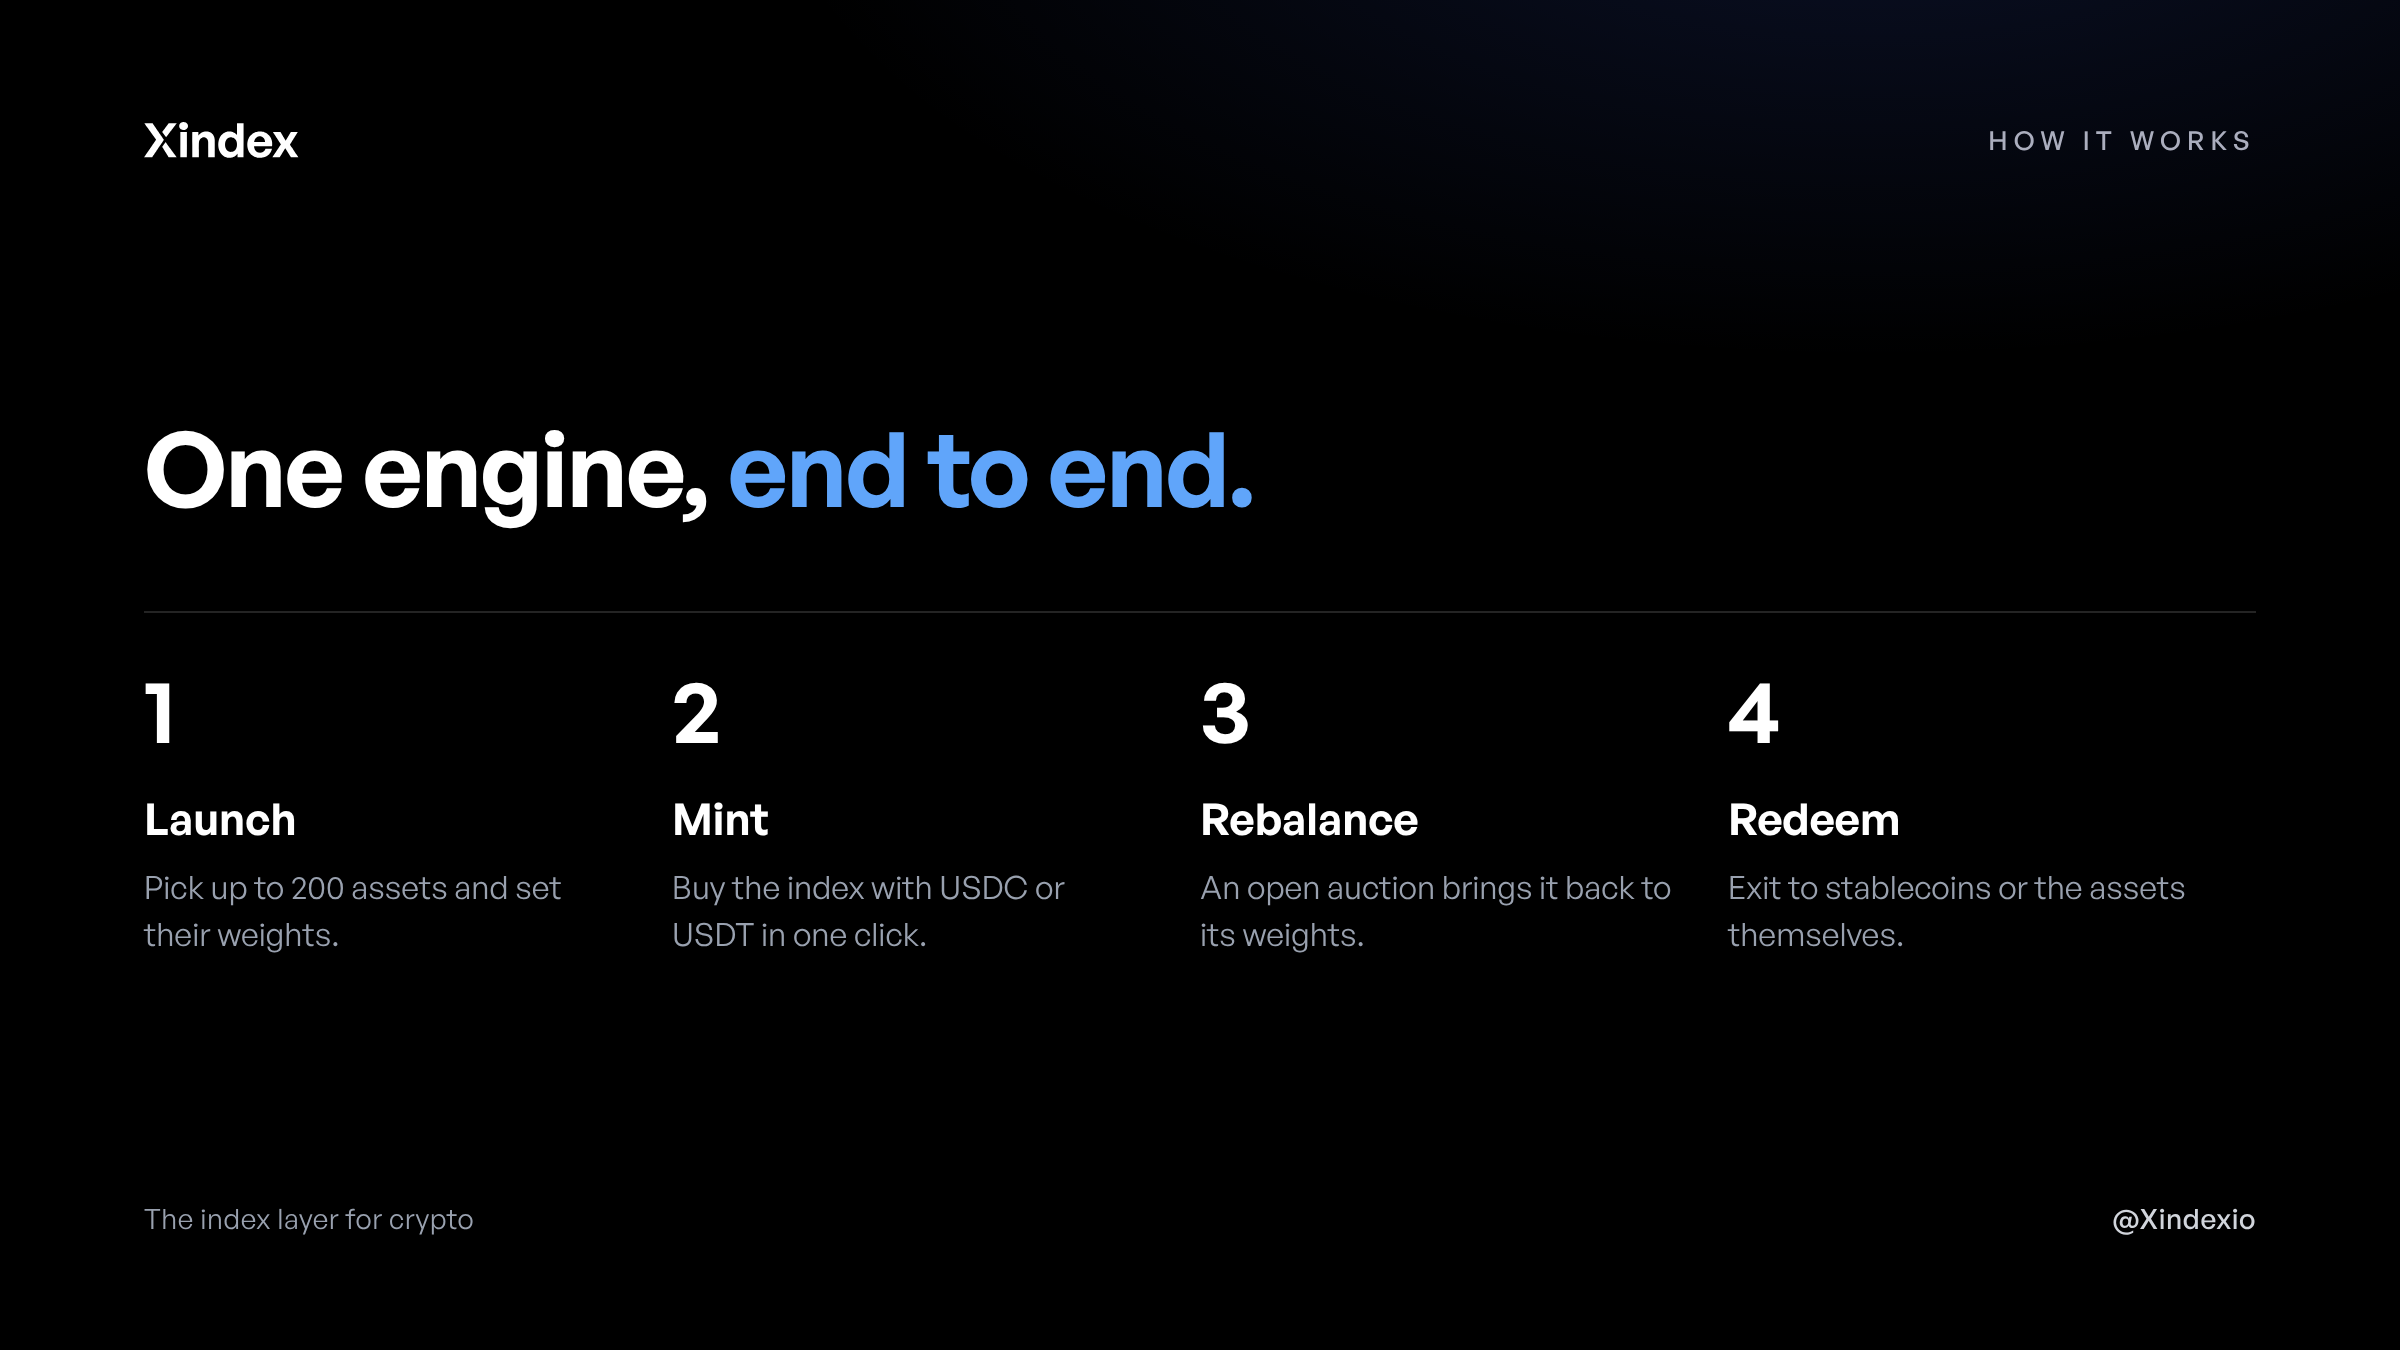 Xindex
HOW IT WORKS
One engine, end to end.
1
Launch
Pick up to 200 assets and set
their weights.
2
Mint
Buy the index with USDC or
USDT in one click.
3
Rebalance
An open auction brings it back to
its weights.
4
Redeem
Exit to stablecoins or the assets
themselves.
The index layer for crypto
@Xindexio